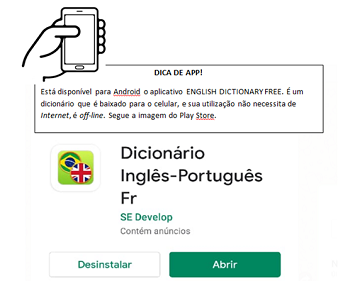 DICA DE APP!
Está disponível para Android o aplicativo ENGLISH DICTIONARY FREE. É um
dicionário que é baixado para o celular, e sua utilização não necessita de
Internet, é off-line. Segue a imagem do Play Store.
Dicionário
Inglês-Português
Fr
SE Develop
Contém anúncios
Desinstalar
Abrir